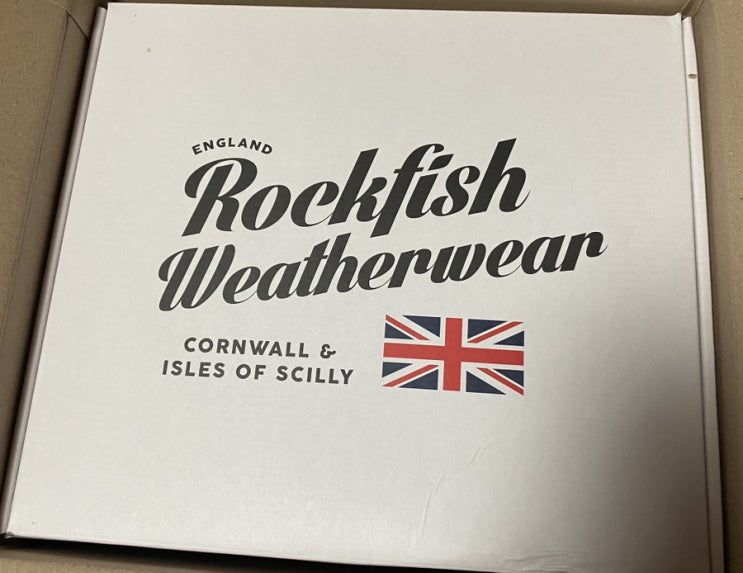 ENGLAND
Rockfish
Weatherwear
CORNWALL &
ISLES OF SCILLY